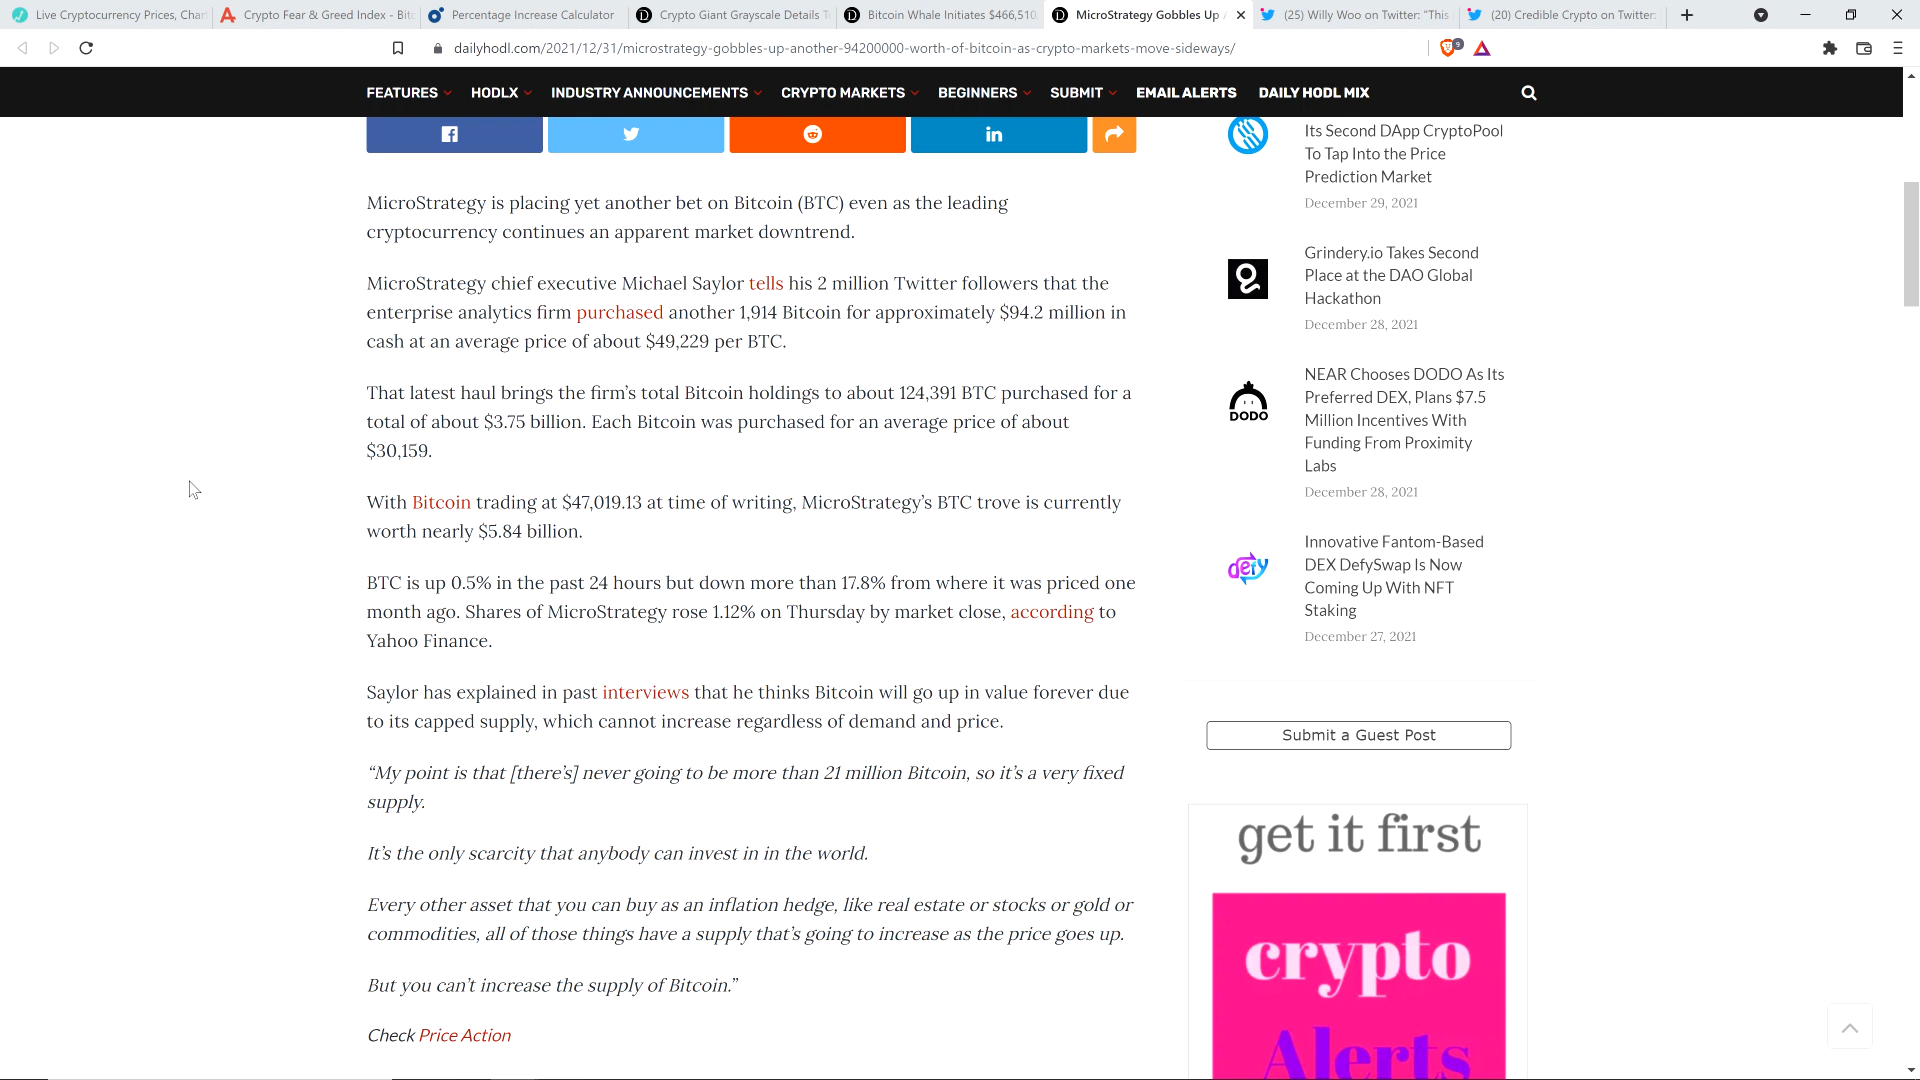 Live Cryptocurrency Prices, Char
Crypto Fear & Greed Index - Bitc
Percentage Increase Calculator
Crypto Giant Grayscale Details T
Bitcoin Whale Initiates $466,510,
MicroStrategy Gobbles Up
(25) Willy Woo on Twitter: "This
(20) Credible Crypto on Twitter:
dailyhodl.com/2021/12/31/microstrategy-gobbles-up-another-94200000-worth-of-bitcoin-as-crypto-markets-move-sideways/
9
FEATURES HODLX INDUSTRY ANNOUNCEMENTS CRYPTO MARKETS BEGINNERS SUBMIT EMAIL ALERTS DAILY HODL MIX
MicroStrategy is placing yet another bet on Bitcoin (BTC) even as the leading
cryptocurrency continues an apparent market downtrend.
MicroStrategy chief executive Michael Saylor tells his 2 million Twitter followers that the
enterprise analytics firm purchased another 1,914 Bitcoin for approximately $94.2 million in
cash at an average price of about $49,229 per BTC.
That latest haul brings the firm's total Bitcoin holdings to about 124,391 BTC purchased for a
total of about $3.75 billion. Each Bitcoin was purchased for an average price of about
$30,159.
With Bitcoin trading at $47,019.13 at time of writing, MicroStrategy's BTC trove is currently
worth nearly $5.84 billion.
BTC is up 0.5% in the past 24 hours but down more than 17.8% from where it was priced one
month ago. Shares of MicroStrategy rose 1.12% on Thursday by market close, according to
Yahoo Finance.
Saylor has explained in past interviews that he thinks Bitcoin will go up in value forever due
to its capped supply, which cannot increase regardless of demand and price.
“My point is that [there's] never going to be more than 21 million Bitcoin, so it's a very fixed
supply.
It's the only scarcity that anybody can invest in in the world.
Every other asset that you can buy as an inflation hedge, like real estate or stocks or gold or
commodities, all of those things have a supply that's going to increase as the price goes up.
But you can't increase the supply of Bitcoin.”
Check Price Action
Its Second DApp CryptoPool
To Tap Into the Price
Prediction Market
December 29, 2021
Grindery.io Takes Second
Place at the DAO Global
Hackathon
December 28, 2021
DODO
NEAR Chooses DODO As Its
Preferred DEX, Plans $7.5
Million Incentives With
Funding From Proximity
Labs
December 28, 2021
defy
Innovative Fantom-Based
DEX DefySwap Is Now
Coming Up With NFT
Staking
December 27, 2021
Submit a Guest Post
get it first
crypto
Alerts